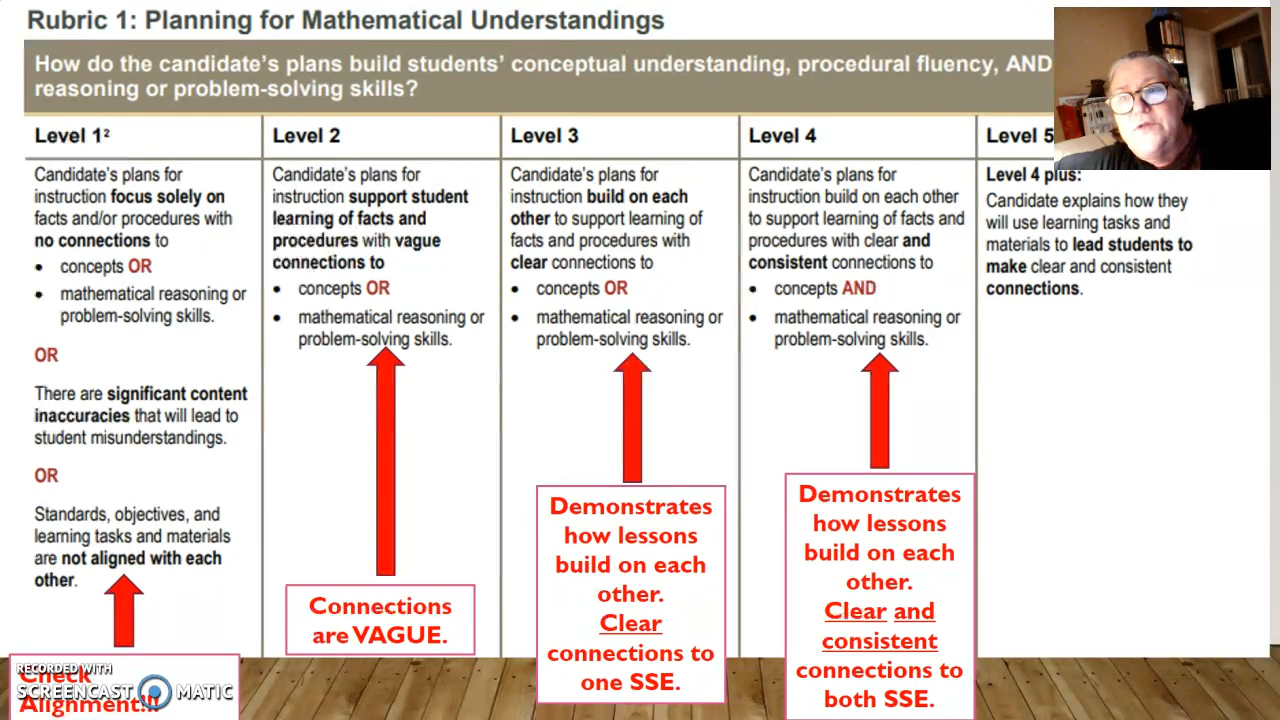 Rubric 1: Planning for Mathematical Understandings
How do the candidate's plans build students' conceptual understanding, procedural fluency, AND
reasoning or problem-solving skills?
Level 1²
Candidate's plans for
instruction focus solely on
facts and/or procedures with
no connections to
• concepts OR
• mathematical reasoning or
problem-solving skills.
OR
There are significant content
inaccuracies that will lead to
student misunderstandings.
OR
Standards, objectives, and
learning tasks and materials
are not aligned with each
other.
Check
Alignment!!!
Level 2
Candidate's plans for
instruction support student
learning of facts and
procedures with vague
connections to
• concepts OR
• mathematical reasoning or
problem-solving skills.
Connections
are VAGUE.
Level 3
Candidate's plans for
instruction build on each
other to support learning of
facts and procedures with
clear connections to
• concepts OR
• mathematical reasoning or
problem-solving skills.
Demonstrates
how lessons
build on each
other.
Clear
connections to
one SSE.
Level 4
Candidate's plans for
instruction build on each other
to support learning of facts and
procedures with clear and
consistent connections to
• concepts AND
• mathematical reasoning or
problem-solving skills.
Demonstrates
how lessons
build on each
other.
Clear and
consistent
connections to
both SSE.
Level 5
Level 4 plus:
Candidate explains how they
will use learning tasks and
materials to lead students to
make clear and consistent
connections.
RECORDED WITH
SCREENCAST MATIC